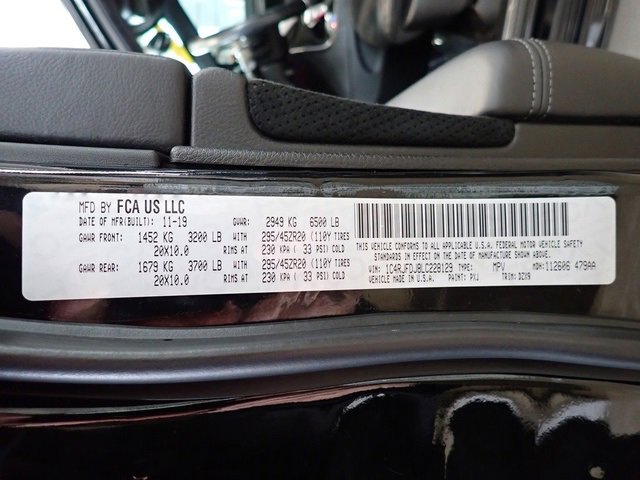 MFD BY FCA US LLC
DATE OF MFR(BUILT): 11-19 GVWR: 2949 KG 6500 LB
GAWR FRONT: 1452 KG 3200 LB WITH 295/45ZR20 (110Y) TIRES
20X10.0 RIMS AT 230 KPA ( 33 PSI) COLD
GAWR REAR: 1679 KG 3700 LB WITH 295/45ZR20 (110Y) TIRES
20X10.0 RIMS AT 230 KPA ( 33 PSI) COLD
THIS VEHICLE CONFORMS TO ALL APPLICABLE U.S.A. FEDERAL MOTOR VEHICLE SAFETY
STANDARDS IN EFFECT ON THE DATE OF MANUFACTURE SHOWN ABOVE.
VIN: 1C4RJFDJ8LC228129 TYPE: MPV MDH: 112606 479AA
VEHICLE MADE IN U.S.A. PAINT: PXJ TRIM: DZX9